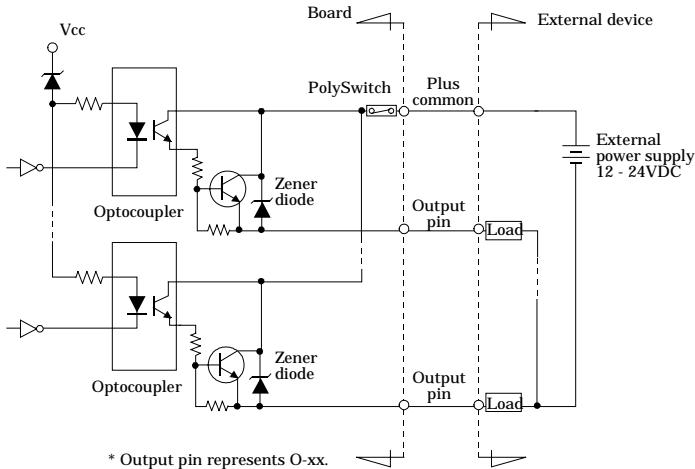 Board
External device
Vcc
PolySwitch
Plus
common
External
power supply
12 - 24VDC
Zener
diode
Optocoupler
Output
pin
Load
Zener
diode
Optocoupler
Output
pin
Load
* Output pin represents O-xx.